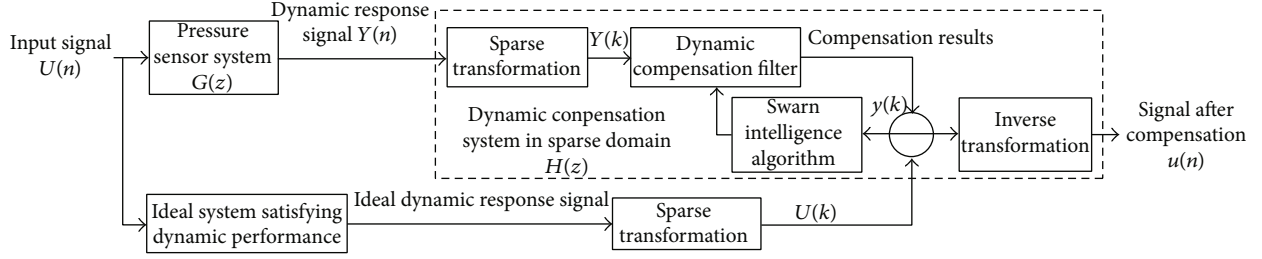 Input signal
U(n)
Pressure
sensor system
G(z)
Dynamic response
signal Y(n)
Sparse
transformation
Y(k)
Dynamic
compensation filter
Compensation results
Dynamic conpensation
system in sparse domain
H(z)
Swarn
intelligence
algorithm
y(k)
Inverse
transformation
Signal after
compensation
u(n)
Ideal system satisfying
dynamic performance
Ideal dynamic response signal
Sparse
transformation
U(k)